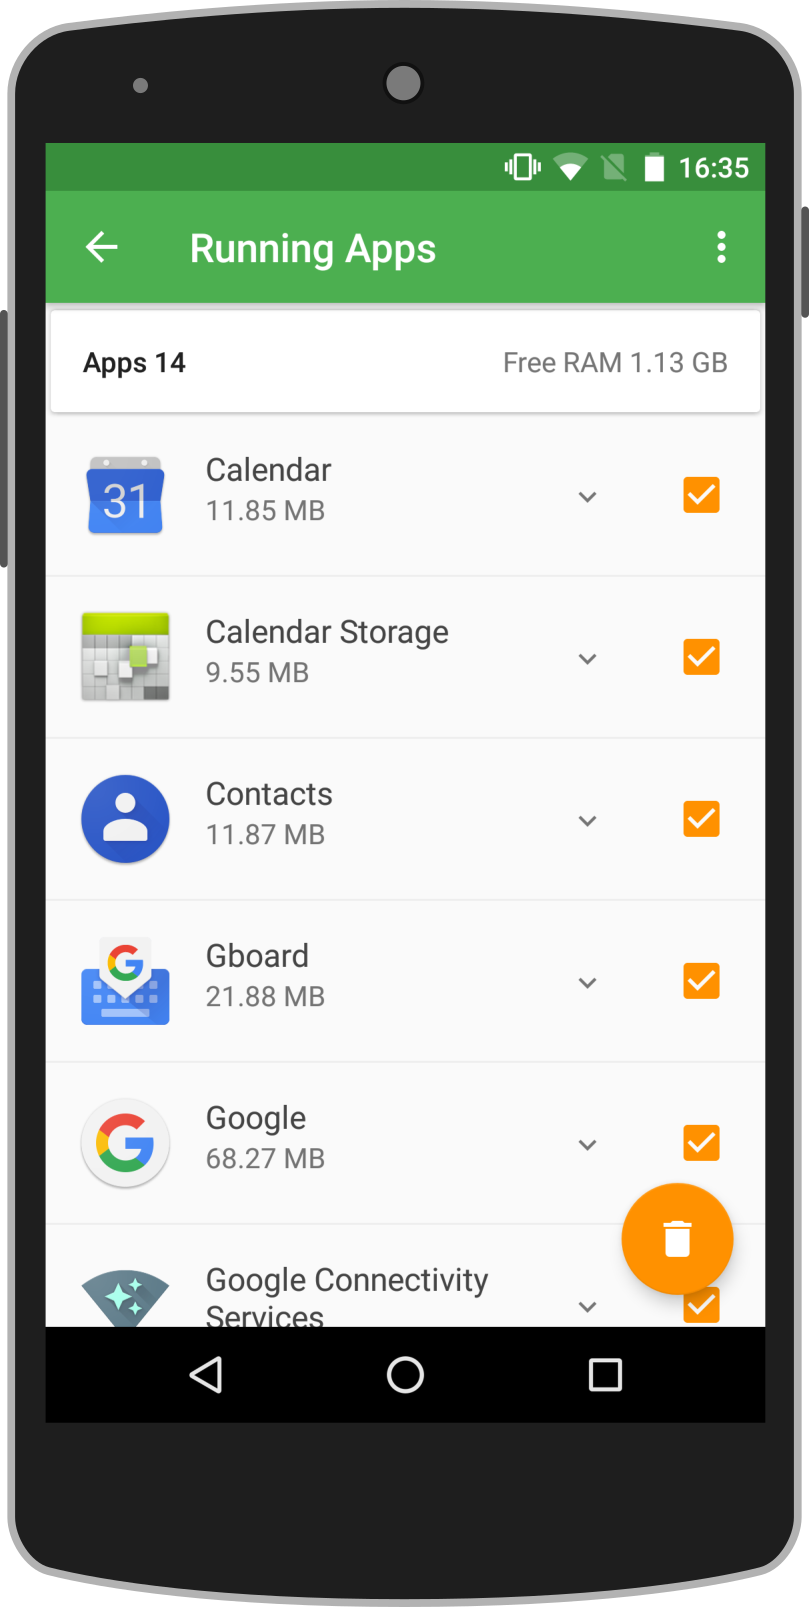 16:35
Running Apps
Apps 14 Free RAM 1.13 GB
31
Calendar
11.85 MB
Calendar Storage
9.55 MB
Contacts
11.87 MB
G
Gboard
21.88 MB
G
Google
68.27 MB
Google Connectivity
Services